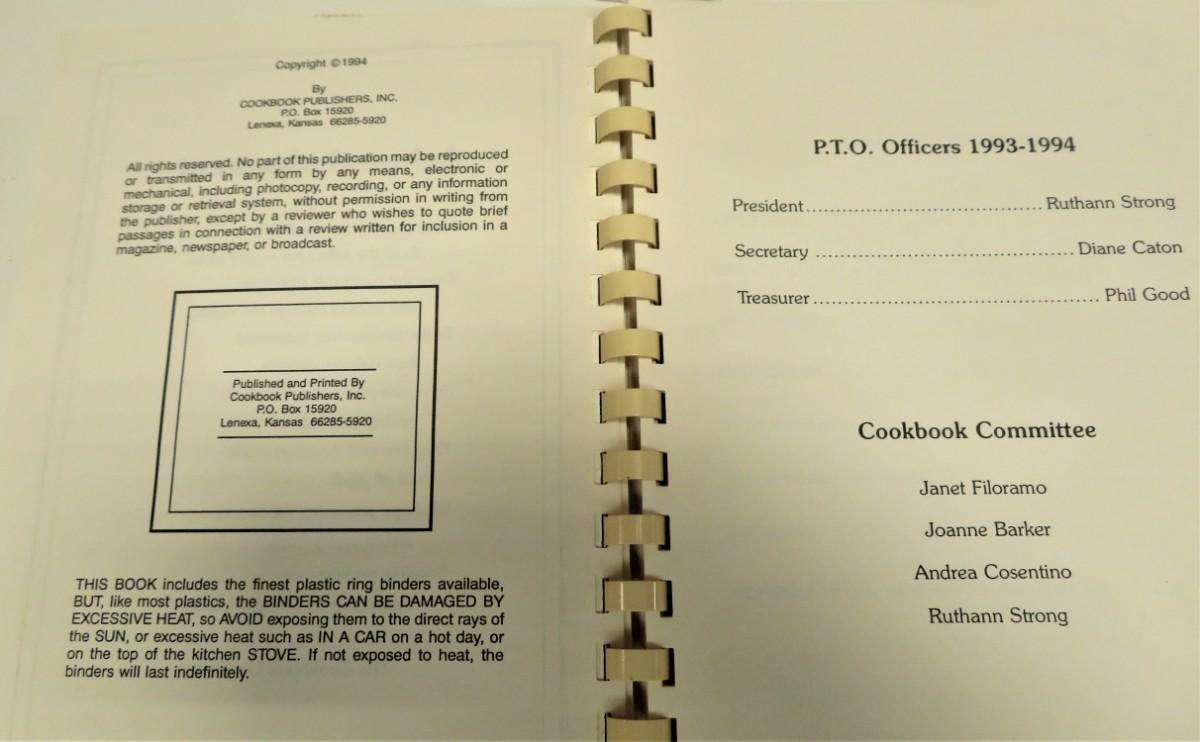 Copyright ©1994
By
COOKBOOK PUBLISHERS, INC.
P.O. Box 15920
Lenexa, Kansas 66285-5920
All rights reserved. No part of this publication may be reproduced
or transmitted in any form by any means, electronic or
mechanical, including photocopy, recording, or any information
storage or retrieval system, without permission in writing from
the publisher, except by a reviewer who wishes to quote brief
passages in connection with a review written for inclusion in a
magazine, newspaper, or broadcast.
Published and Printed By
Cookbook Publishers, Inc.
P.O. Box 15920
Lenexa, Kansas 66285-5920
THIS BOOK includes the finest plastic ring binders available,
BUT, like most plastics, the BINDERS CAN BE DAMAGED BY
EXCESSIVE HEAT, so AVOID exposing them to the direct rays of
the SUN, or excessive heat such as IN A CAR on a hot day, or
on the top of the kitchen STOVE. If not exposed to heat, the
binders will last indefinitely.
P.T.O. Officers 1993-1994
President........................................ Ruthann Strong
Secretary ............................................ Diane Caton
Treasurer ................................................ Phil Good
Cookbook Committee
Janet Filoramo
Joanne Barker
Andrea Cosentino
Ruthann Strong